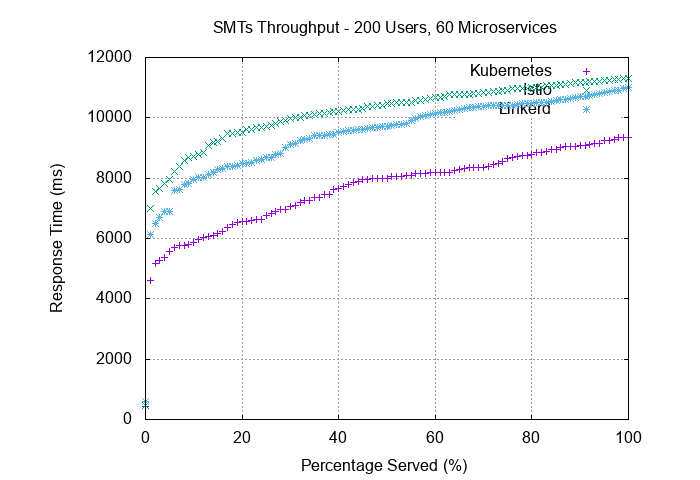 SMTs Throughput - 200 Users, 60 Microservices
12000
10000
8000
6000
4000
2000
0
Response Time (ms)
Kubernetes
Istio
Linkerd
0 20 40 60 80 100
Percentage Served (%)